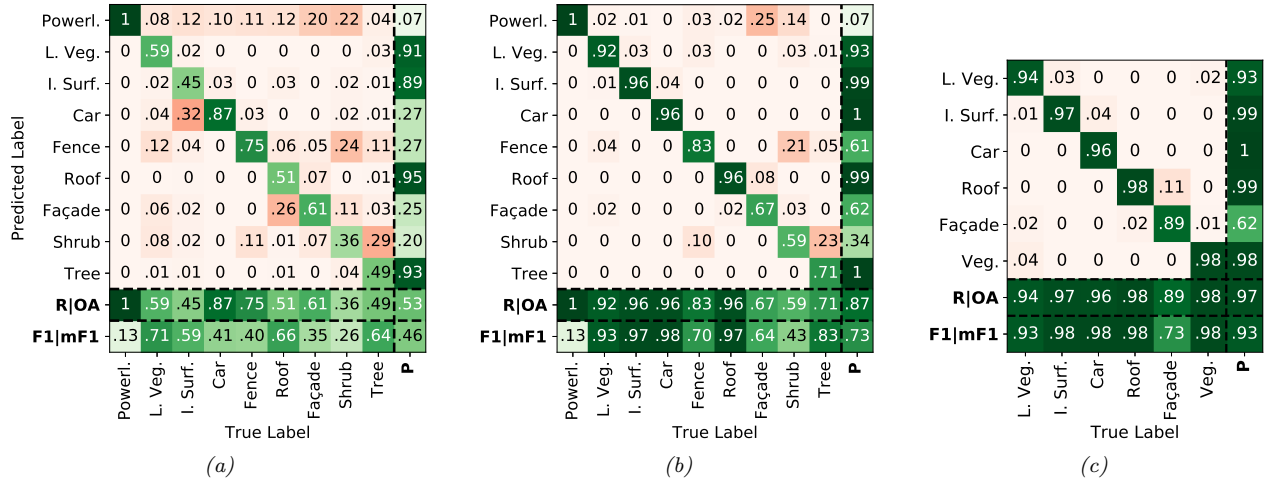 Predicted Label
Powerl. 1 .08 .12 .10 .11 .12 .20 .22 .04 .07
L. Veg. 0 .59 .02 0 0 0 0 0 .03 .91
I. Surf. 0 .02 .45 .03 0 .03 0 .02 .01 .89
Car 0 .04 .32 .87 .03 0 0 .02 .01 .27
Fence 0 .12 .04 0 .75 .06 .05 .24 .11 .27
Roof 0 0 0 0 0 .51 .07 0 .01 .95
Façade 0 .06 .02 0 0 .26 .61 .11 .03 .25
Shrub 0 .08 .02 0 .11 .01 .07 .36 .29 .20
Tree 0 .01 .01 0 0 .01 0 .04 .49 .93
R|OA 1 .59 .45 .87 .75 .51 .61 .36 .49 .53
F1|mF1 .13 .71 .59 .41 .40 .66 .35 .26 .64 .46
Powerl. L. Veg. I. Surf. Car Fence Roof Façade Shrub Tree P
True Label
(a)
Powerl. 1 .02 .01 0 .03 .02 .25 .14 0 .07
L. Veg. 0 .92 .03 0 .03 0 0 .03 .01 .93
I. Surf. 0 .01 .96 .04 0 0 0 0 0 .99
Car 0 0 0 .96 0 0 0 0 0 1
Fence 0 .04 0 0 .83 0 0 .21 .05 .61
Roof 0 0 0 0 0 .96 .08 0 0 .99
Façade 0 .02 0 0 0 .02 .67 .03 0 .62
Shrub 0 0 0 0 .10 0 0 .59 .23 .34
Tree 0 0 0 0 0 0 0 0 .71 1
R|OA 1 .92 .96 .96 .83 .96 .67 .59 .71 .87
F1|mF1 .13 .93 .97 .98 .70 .97 .64 .43 .83 .73
Powerl. L. Veg. I. Surf. Car Fence Roof Façade Shrub Tree P
True Label
(b)
L. Veg. .94 .03 0 0 0 .02 .93
I. Surf. .01 .97 .04 0 0 0 .99
Car 0 0 .96 0 0 0 1
Roof 0 0 0 .98 .11 0 .99
Façade .02 0 0 .02 .89 .01 .62
Veg. .04 0 0 0 0 .98 .98
R|OA .94 .97 .96 .98 .89 .98 .97
F1|mF1 .93 .98 .98 .98 .73 .98 .93
L. Veg. I. Surf. Car Roof Façade Veg. P
True Label
(c)